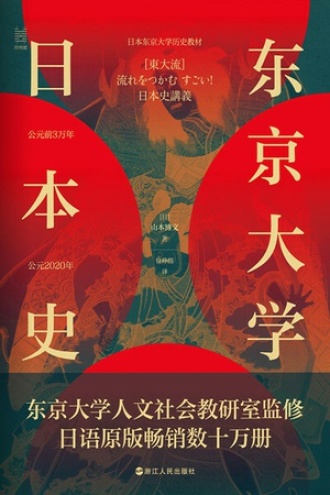 日本东京大学历史教材
[東大流]
流れをつかむ すごい！
日本史講義
东京大学
日本史
公元前3万年
公元2020年
[日]
山本博文
著
译
东京大学人文社会教研室监修
日语原版畅销数十万册
浙江人民出版社